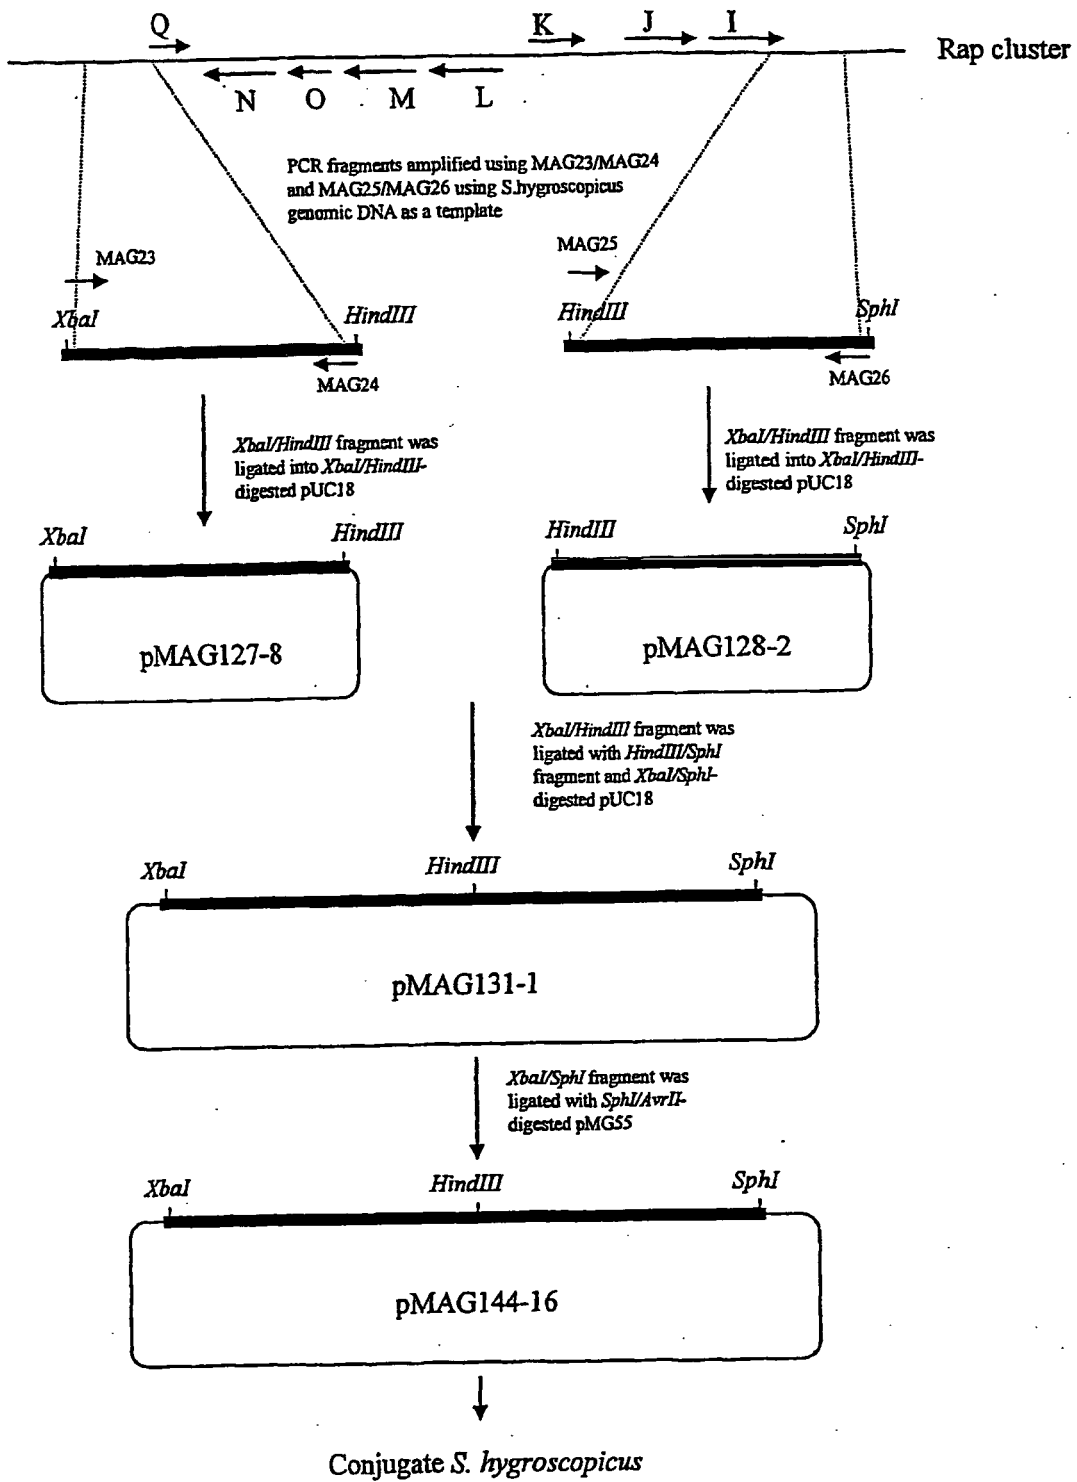 Q
K
J
I
Rap cluster
N
O
M
L
PCR fragments amplified using MAG23/MAG24
and MAG25/MAG26 using S.hygroscopicus
genomic DNA as a template
MAG23
MAG25
XbaI
HindIII
HindIII
SphI
MAG24
MAG26
XbaI/HindIII fragment was
ligated into XbaI/HindIII-
digested pUC18
XbaI/HindIII fragment was
ligated into XbaI/HindIII-
digested pUC18
XbaI
HindIII
HindIII
SphI
pMAG127-8
pMAG128-2
XbaI/HindIII fragment was
ligated with HindIII/SphI
fragment and XbaI/SphI-
digested pUC18
XbaI
HindIII
SphI
pMAG131-1
XbaI/SphI fragment was
ligated with SphI/AvrII-
digested pMG55
XbaI
HindIII
SphI
pMAG144-16
Conjugate S. hygroscopicus